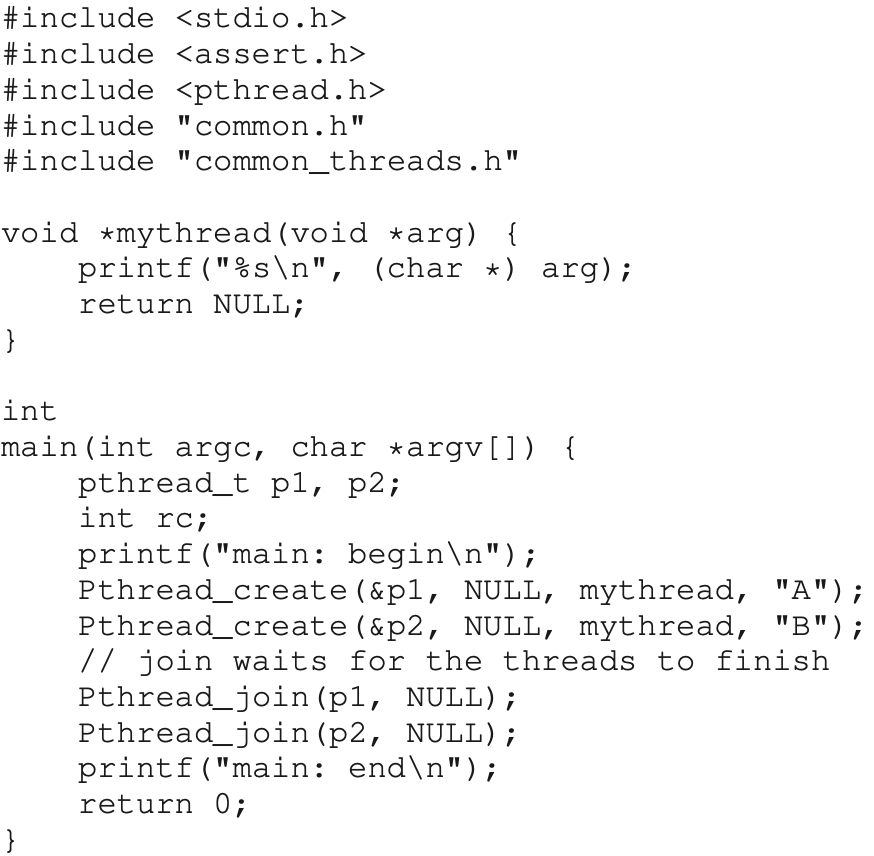 #include <stdio.h>
#include <assert.h>
#include <pthread.h>
#include "common.h"
#include "common_threads.h"

void *mythread(void *arg) {
    printf("%s\n", (char *) arg);
    return NULL;
}

int
main(int argc, char *argv[]) {
    pthread_t p1, p2;
    int rc;
    printf("main: begin\n");
    Pthread_create(&p1, NULL, mythread, "A");
    Pthread_create(&p2, NULL, mythread, "B");
    // join waits for the threads to finish
    Pthread_join(p1, NULL);
    Pthread_join(p2, NULL);
    printf("main: end\n");
    return 0;
}